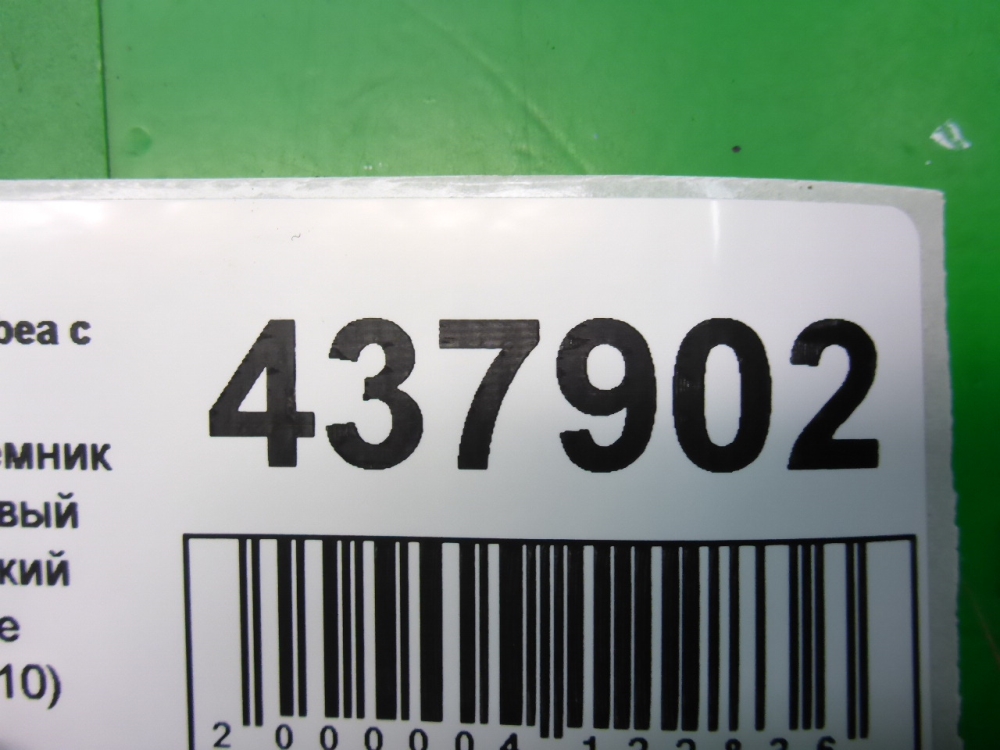 реа с
437902
емник
вый
кий
е
10)
2 000004 122836